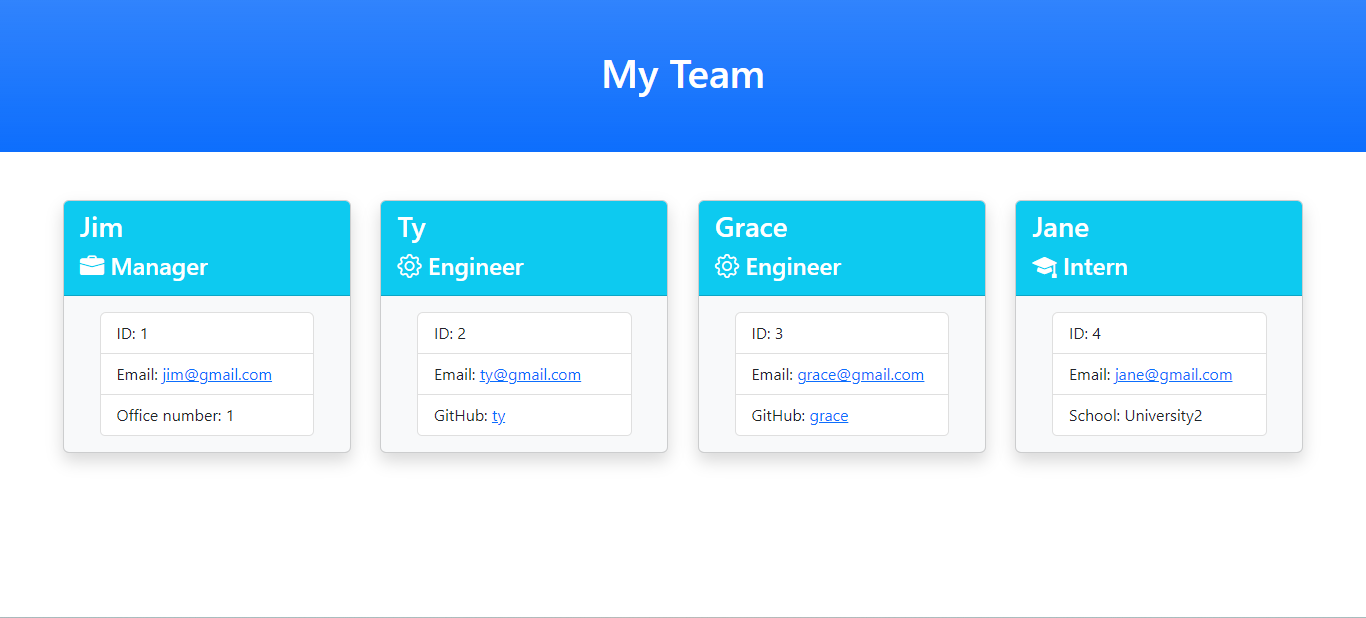 My Team
Jim
Manager
ID: 1
Email: jim@gmail.com
Office number: 1
Ty
Engineer
ID: 2
Email: ty@gmail.com
GitHub: ty
Grace
Engineer
ID: 3
Email: grace@gmail.com
GitHub: grace
Jane
Intern
ID: 4
Email: jane@gmail.com
School: University2